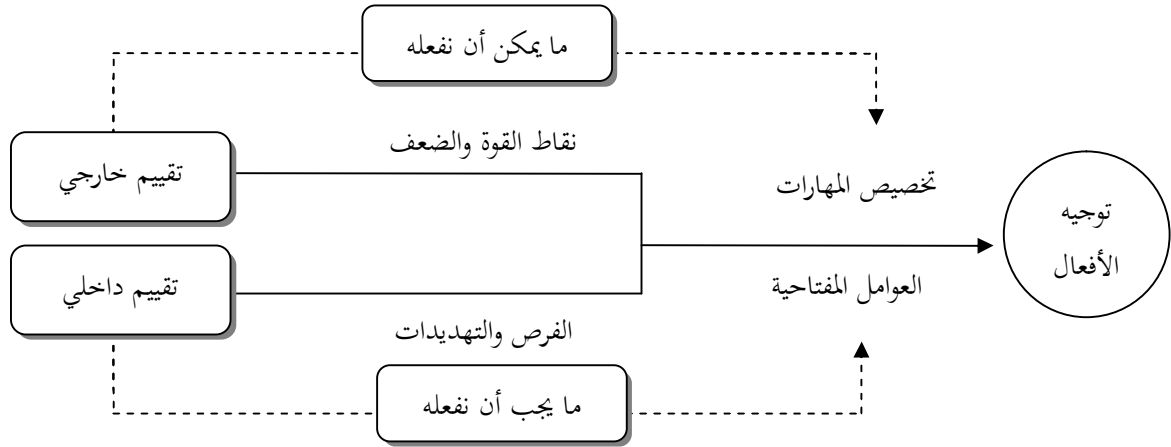 ما يمكن أن نفعله
نقاط القوة والضعف
تقييم خارجي
تخصيص المهارات
توجيه
الأفعال
تقييم داخلي
العوامل المفتاحية
الفرص والتهديدات
ما يجب أن نفعله